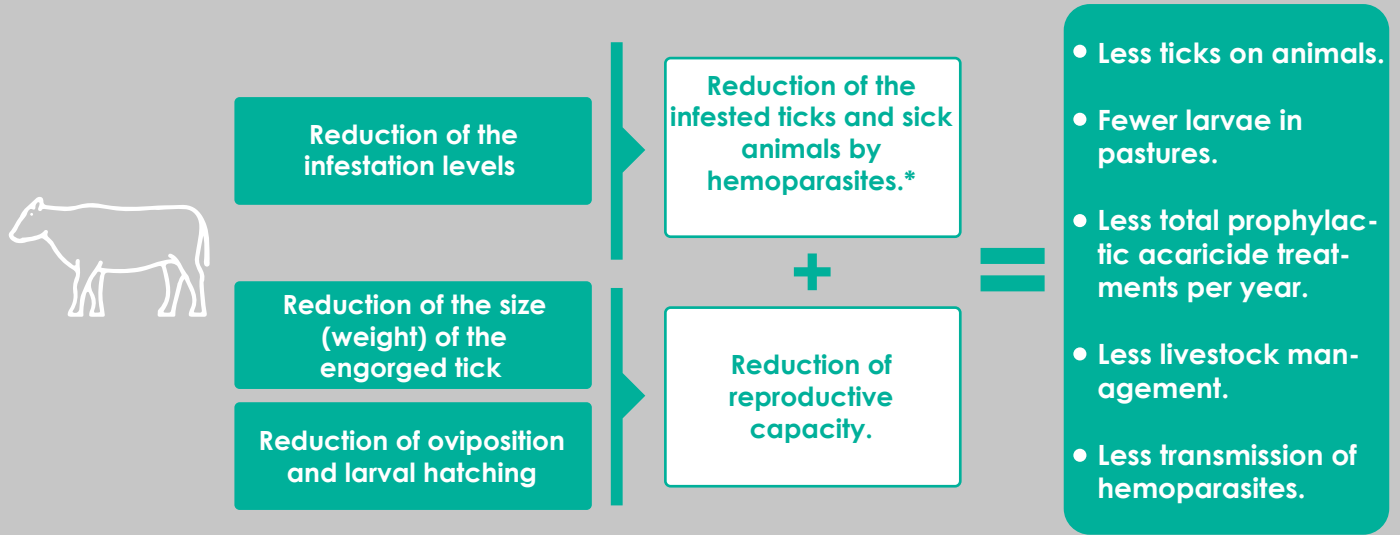 Reduction of the
infestation levels
Reduction of the size
(weight) of the
engorged tick
Reduction of oviposition
and larval hatching
Reduction of the
infested ticks and sick
animals by
hemoparasites.*
+
Reduction of
reproductive
capacity.
=
• Less ticks on animals.
• Fewer larvae in
pastures.
• Less total prophylac-
tic acaricide treat-
ments per year.
• Less livestock man-
agement.
• Less transmission of
hemoparasites.